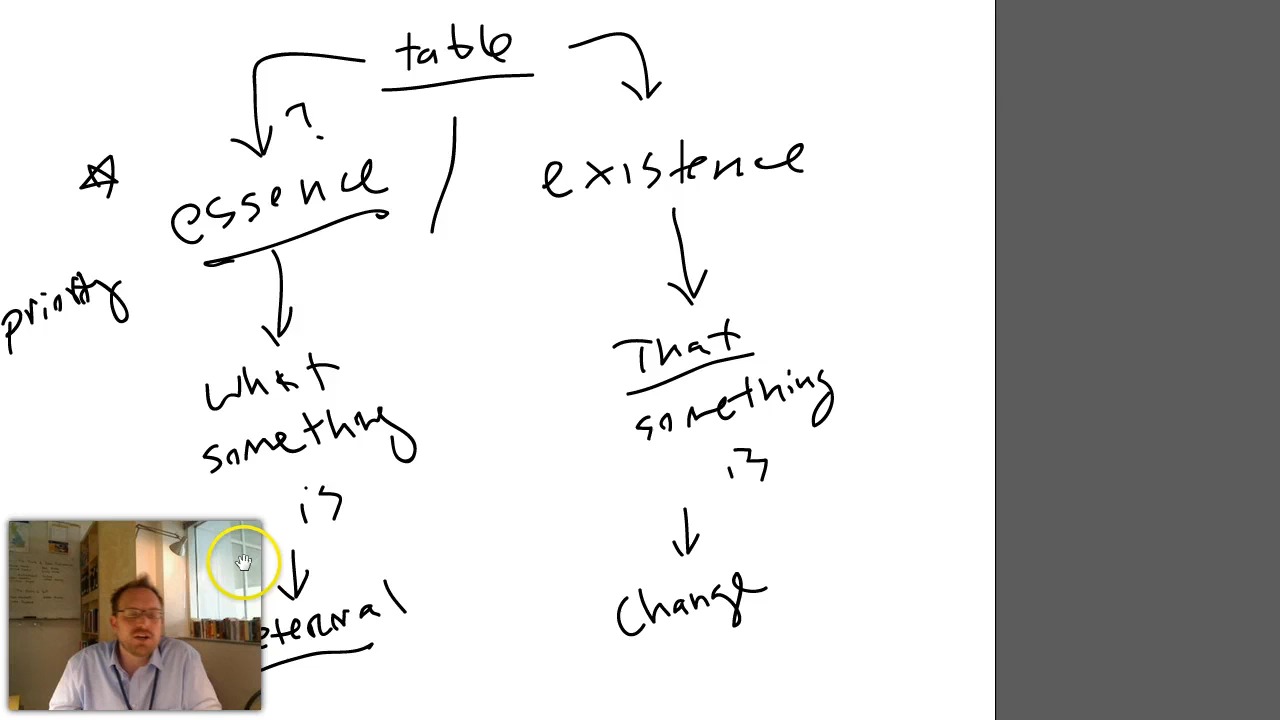 table
?
essence
existence
priority
what
something
is
That
something
is
eternal
change